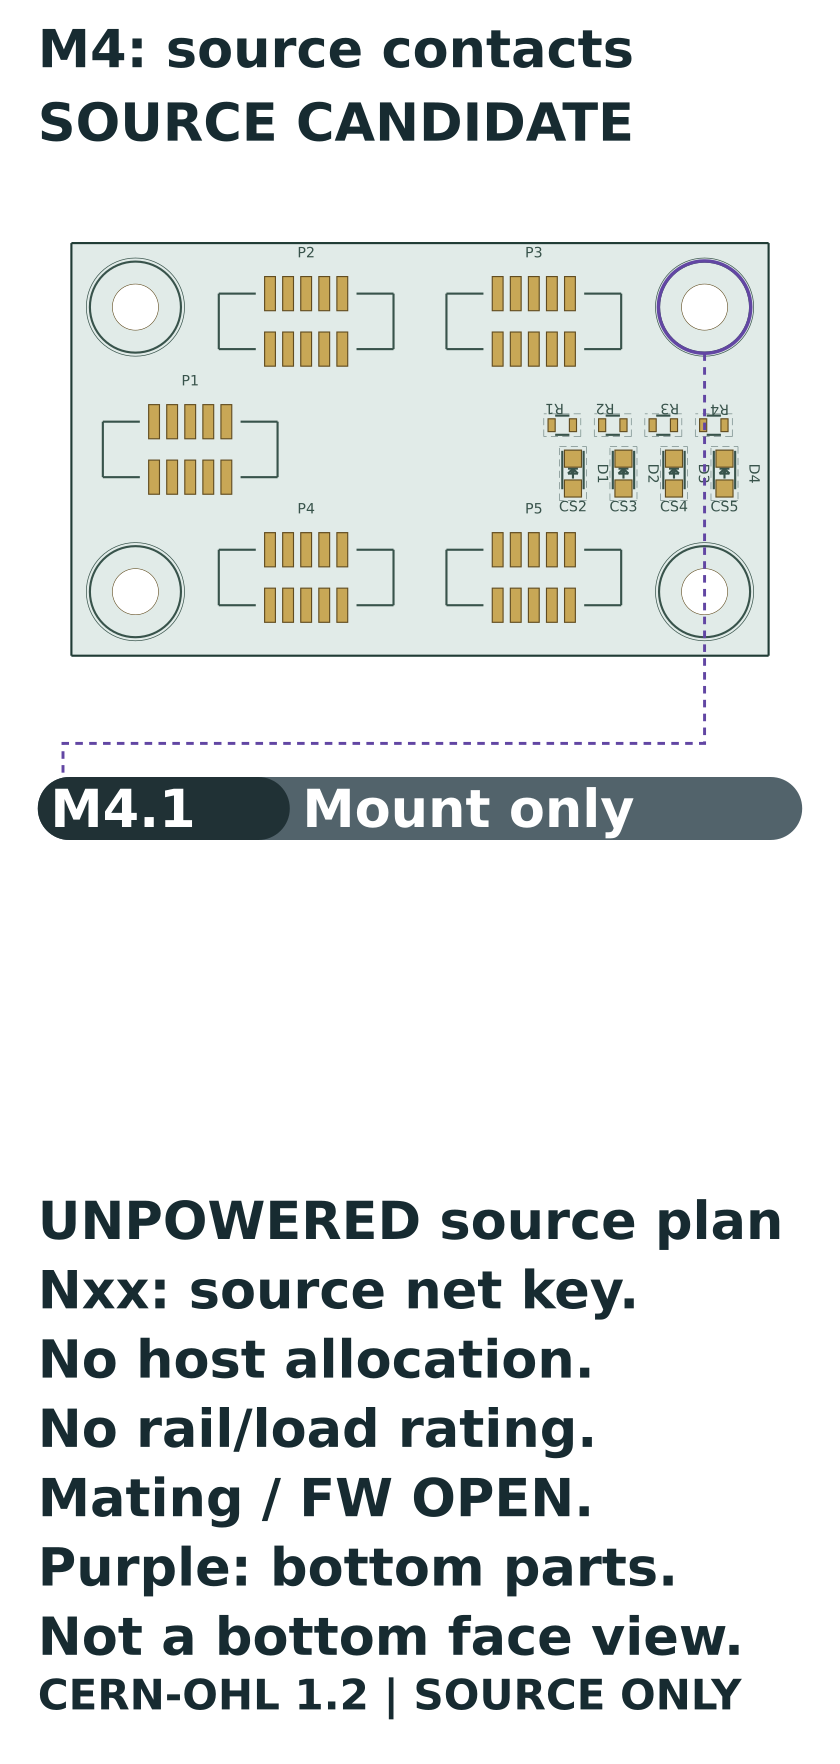 M4: source contacts
SOURCE CANDIDATE
P2 P3
P1
R1 R2 R3 R4
D1 D2 D3 D4
CS2 CS3 CS4 CS5
P4 P5
M4.1 Mount only
UNPOWERED source plan
Nxx: source net key.
No host allocation.
No rail/load rating.
Mating / FW OPEN.
Purple: bottom parts.
Not a bottom face view.
CERN-OHL 1.2 | SOURCE ONLY